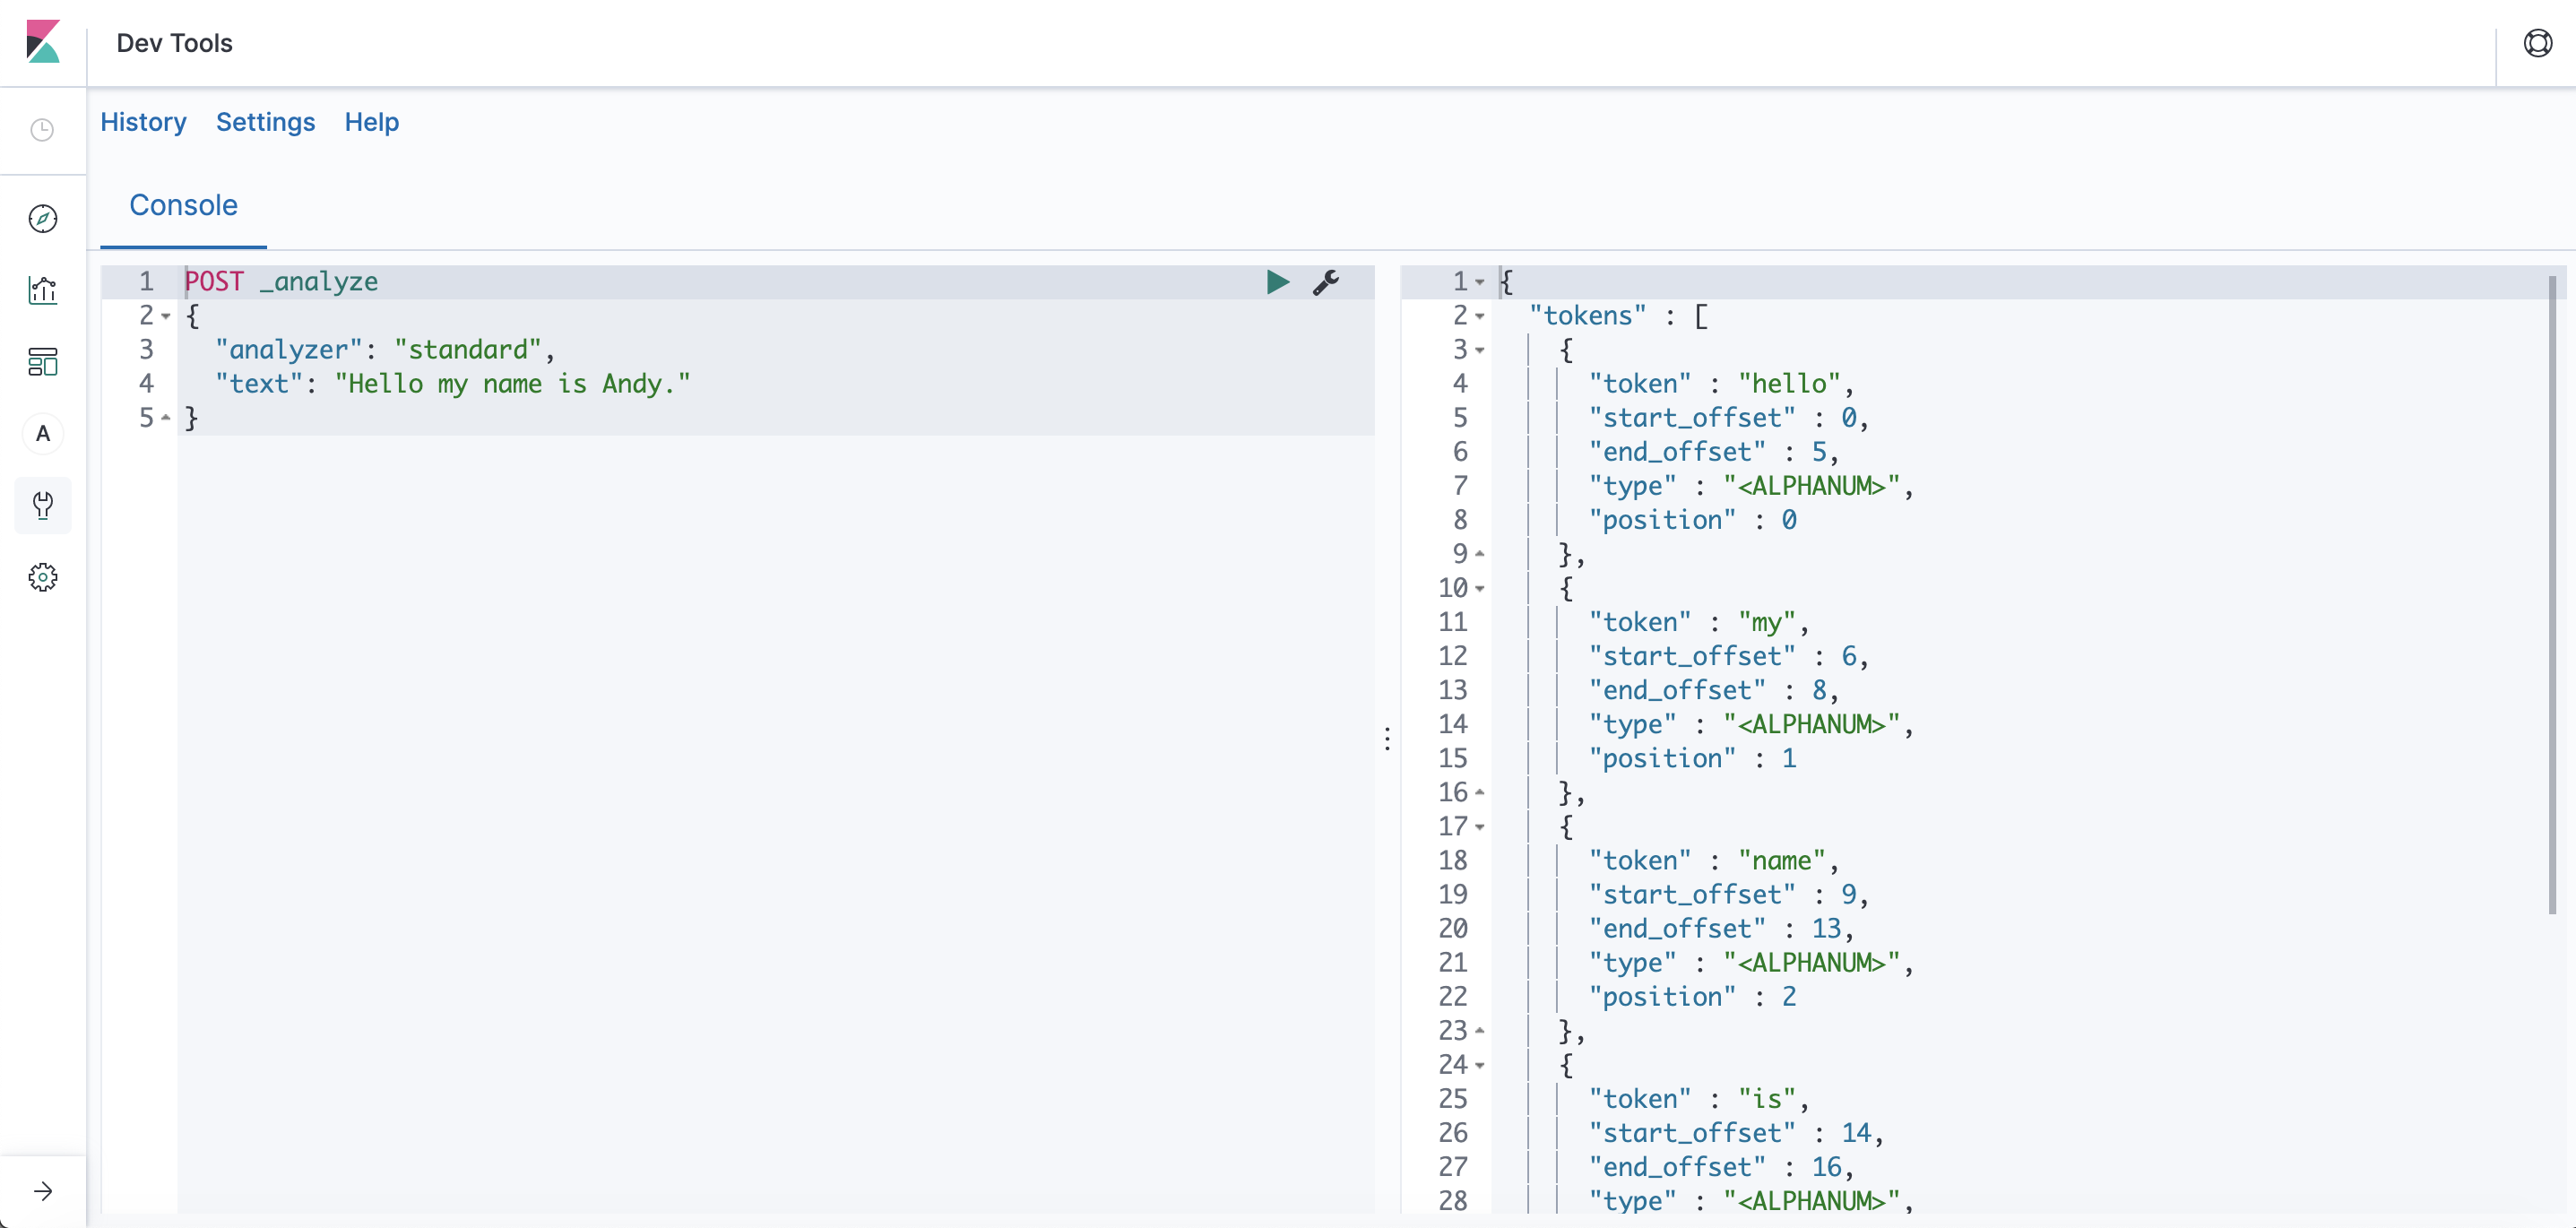 Dev Tools
History Settings Help
Console
A
1 POST _analyze
2 {
3 "analyzer": "standard",
4 "text": "Hello my name is Andy."
5 }
1 {
2 "tokens" : [
3 {
4 "token" : "hello",
5 "start_offset" : 0,
6 "end_offset" : 5,
7 "type" : "<ALPHANUM>",
8 "position" : 0
9 },
10 {
11 "token" : "my",
12 "start_offset" : 6,
13 "end_offset" : 8,
14 "type" : "<ALPHANUM>",
15 "position" : 1
16 },
17 {
18 "token" : "name",
19 "start_offset" : 9,
20 "end_offset" : 13,
21 "type" : "<ALPHANUM>",
22 "position" : 2
23 },
24 {
25 "token" : "is",
26 "start_offset" : 14,
27 "end_offset" : 16,
28 "type" : "<ALPHANUM>",